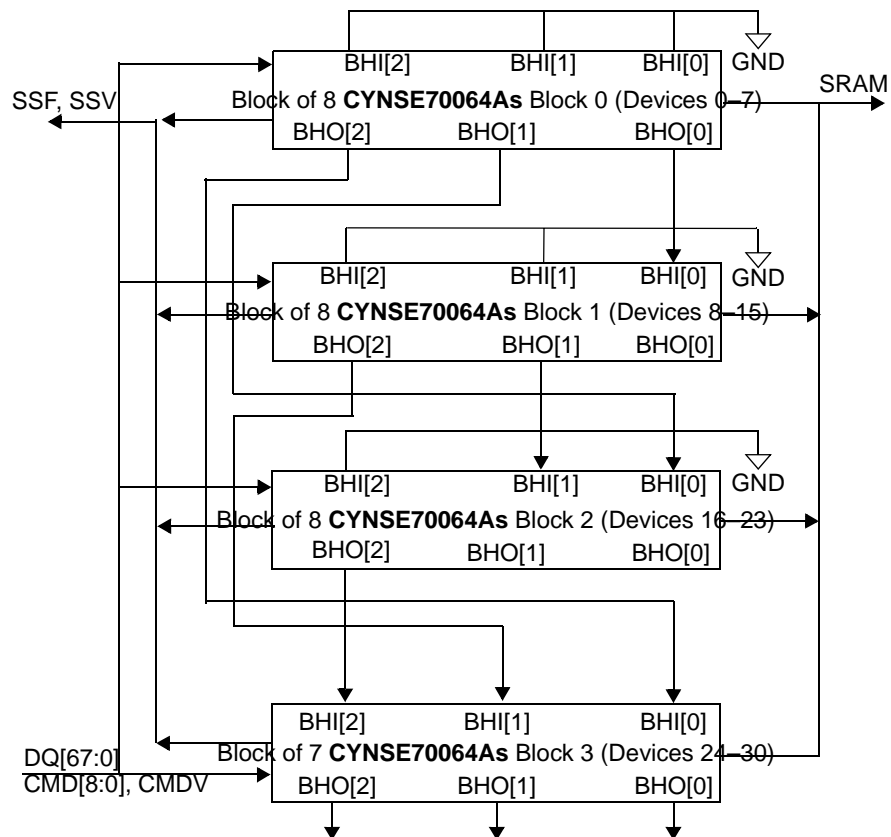 BHI[2] BHI[1] BHI[0] GND
SSF, SSV
Block of 8 CYNSE70064As Block 0 (Devices 0–7)
SRAM
BHO[2] BHO[1] BHO[0]
BHI[2] BHI[1] BHI[0] GND
Block of 8 CYNSE70064As Block 1 (Devices 8–15)
BHO[2] BHO[1] BHO[0]
BHI[2] BHI[1] BHI[0] GND
Block of 8 CYNSE70064As Block 2 (Devices 16–23)
BHO[2] BHO[1] BHO[0]
BHI[2] BHI[1] BHI[0]
Block of 7 CYNSE70064As Block 3 (Devices 24–30)
DQ[67:0]
CMD[8:0], CMDV
BHO[2] BHO[1] BHO[0]